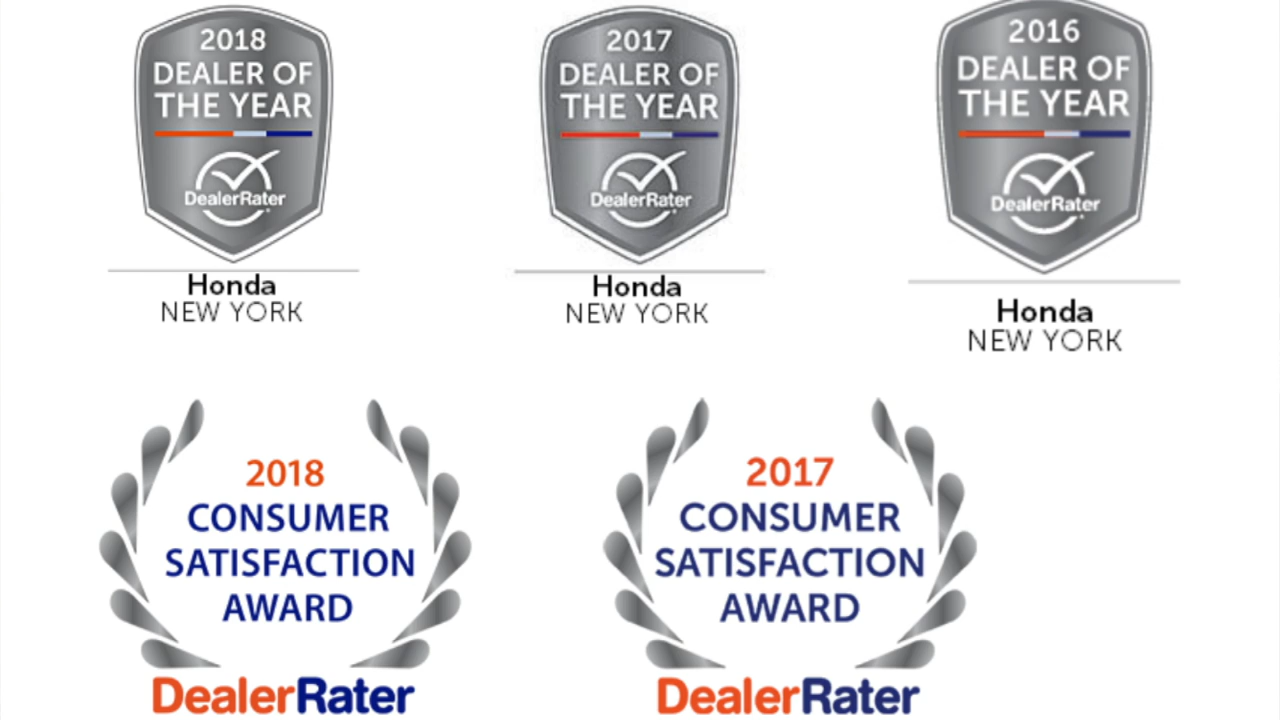 2018
DEALER OF
THE YEAR
DealerRater
Honda
NEW YORK
2017
DEALER OF
THE YEAR
DealerRater
Honda
NEW YORK
2016
DEALER OF
THE YEAR
DealerRater
Honda
NEW YORK
2018
CONSUMER
SATISFACTION
AWARD
DealerRater
2017
CONSUMER
SATISFACTION
AWARD
DealerRater